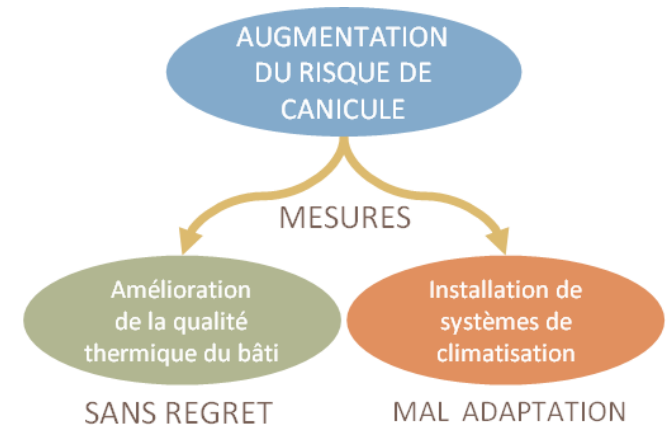 AUGMENTATION
DU RISQUE DE
CANICULE
MESURES
Amélioration
de la qualité
thermique du bâti
Installation de
systèmes de
climatisation
SANS REGRET
MAL ADAPTATION